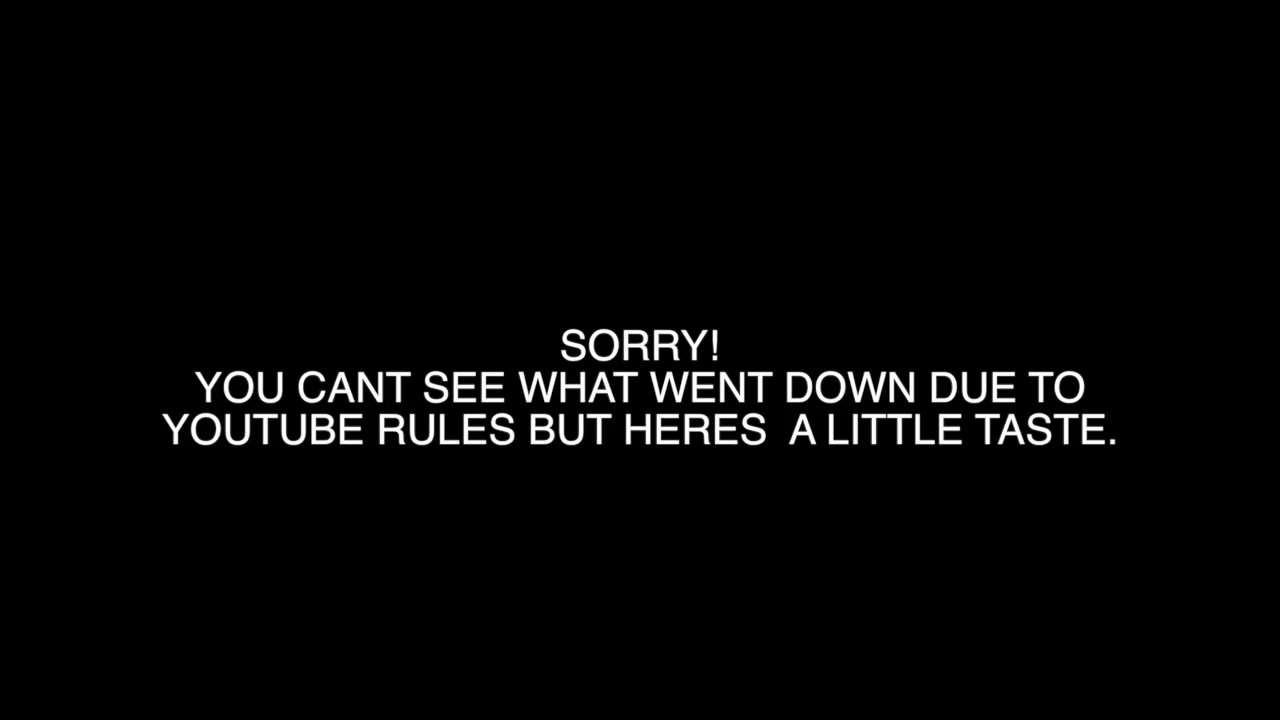 SORRY!
YOU CANT SEE WHAT WENT DOWN DUE TO
YOUTUBE RULES BUT HERES  A LITTLE TASTE.